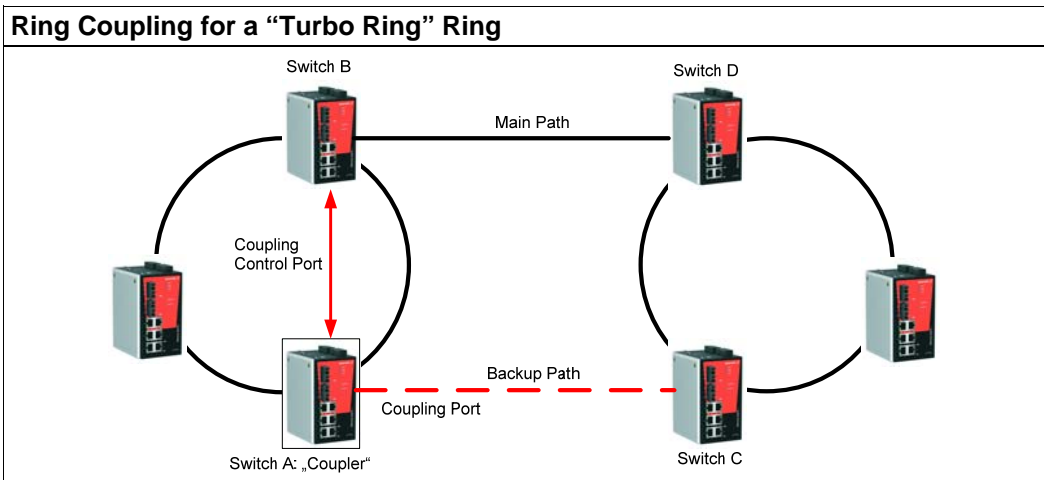 Ring Coupling for a “Turbo Ring” Ring
Switch B
Switch D
Main Path
Coupling
Control Port
Backup Path
Coupling Port
Switch A: „Coupler“
Switch C